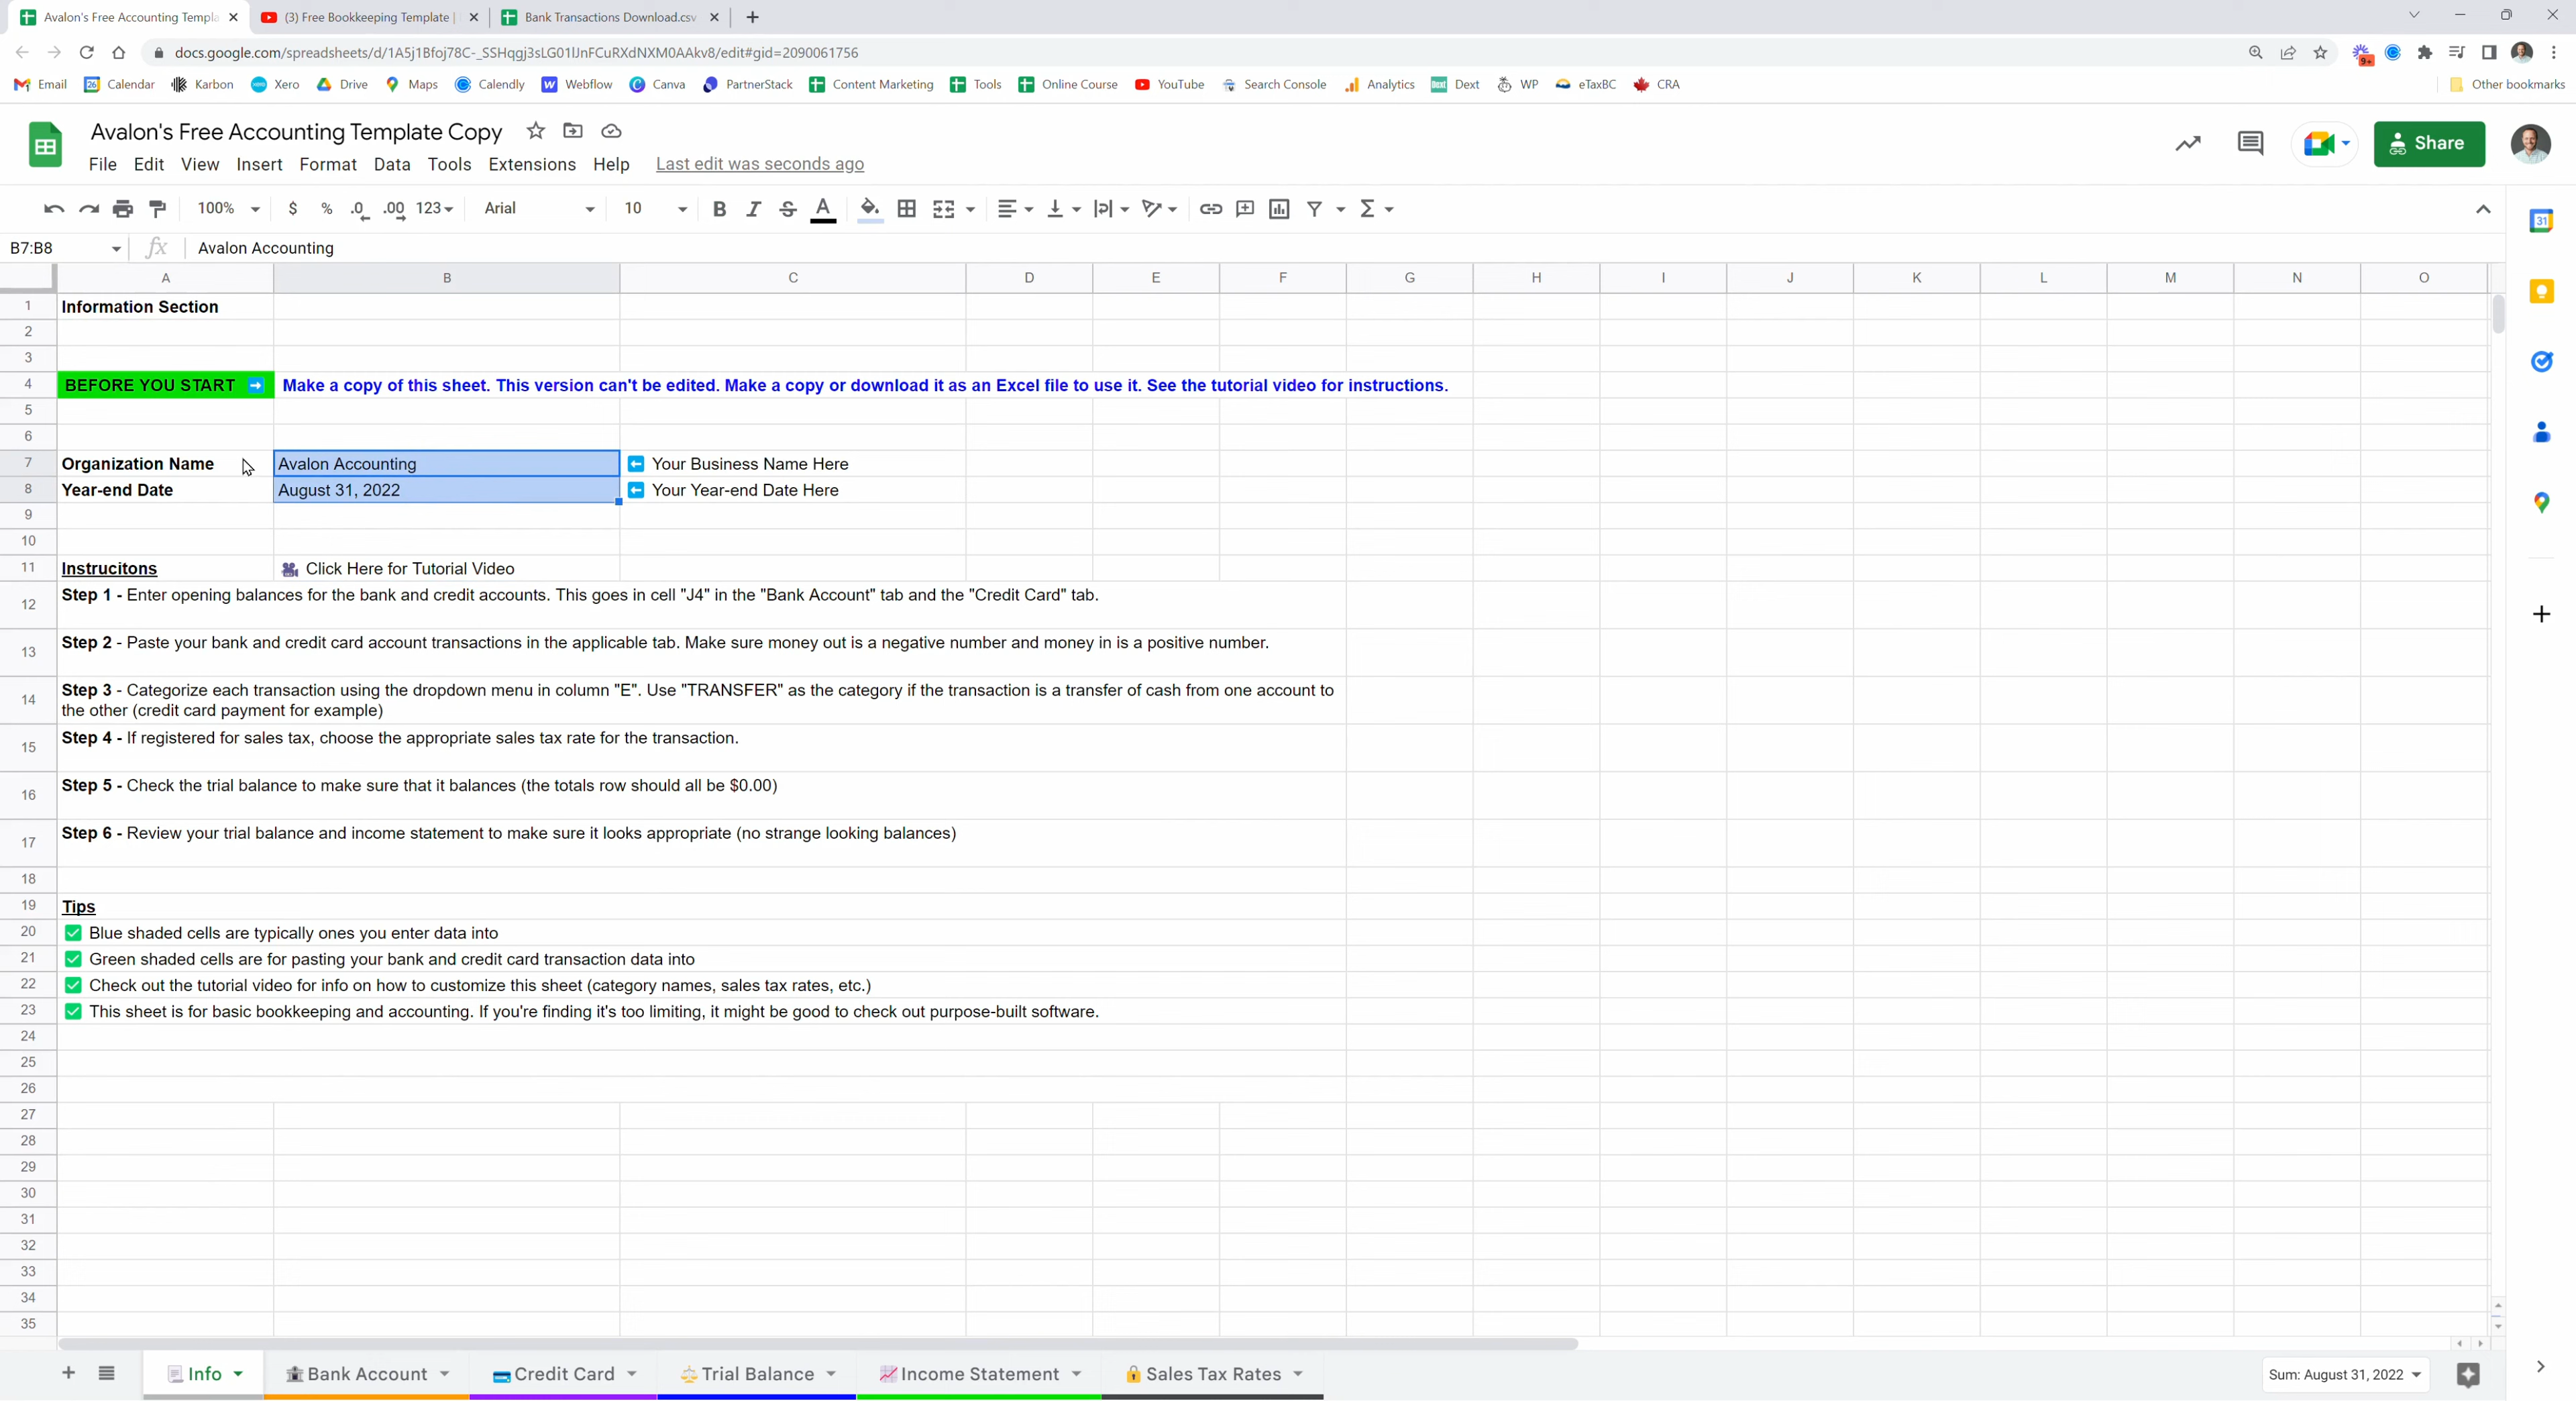 Avalon's Free Accounting Templa
(3) Free Bookkeeping Template |
Bank Transactions Download.csv
docs.google.com/spreadsheets/d/1A5j1Bfoj78C-_SSHqgj3sLG01lJnFCuRXdNXM0AAkv8/edit#gid=2090061756
9+
Email Calendar Karbon Xero Drive Maps Calendly Webflow Canva PartnerStack Content Marketing Tools Online Course YouTube Search Console Analytics Dext WP eTaxBC CRA Other bookmarks
Avalon's Free Accounting Template Copy
Share
File Edit View Insert Format Data Tools Extensions Help Last edit was seconds ago
100% $ % .0 .00 123 Arial 10 B I S A
31
B7:B8 fx Avalon Accounting
A B C D E F G H I J K L M N O
1 Information Section
2
3
4 BEFORE YOU START Make a copy of this sheet. This version can't be edited. Make a copy or download it as an Excel file to use it. See the tutorial video for instructions.
5
6
7 Organization Name Avalon Accounting Your Business Name Here
8 Year-end Date August 31, 2022 Your Year-end Date Here
9
10
11 Instrucitons Click Here for Tutorial Video
12 Step 1 - Enter opening balances for the bank and credit accounts. This goes in cell "J4" in the "Bank Account" tab and the "Credit Card" tab.
13 Step 2 - Paste your bank and credit card account transactions in the applicable tab. Make sure money out is a negative number and money in is a positive number.
14 Step 3 - Categorize each transaction using the dropdown menu in column "E". Use "TRANSFER" as the category if the transaction is a transfer of cash from one account to
the other (credit card payment for example)
15 Step 4 - If registered for sales tax, choose the appropriate sales tax rate for the transaction.
16 Step 5 - Check the trial balance to make sure that it balances (the totals row should all be $0.00)
17 Step 6 - Review your trial balance and income statement to make sure it looks appropriate (no strange looking balances)
18
19 Tips
20 Blue shaded cells are typically ones you enter data into
21 Green shaded cells are for pasting your bank and credit card transaction data into
22 Check out the tutorial video for info on how to customize this sheet (category names, sales tax rates, etc.)
23 This sheet is for basic bookkeeping and accounting. If you're finding it's too limiting, it might be good to check out purpose-built software.
24
25
26
27
28
29
30
31
32
33
34
35
Info Bank Account Credit Card Trial Balance Income Statement Sales Tax Rates Sum: August 31, 2022